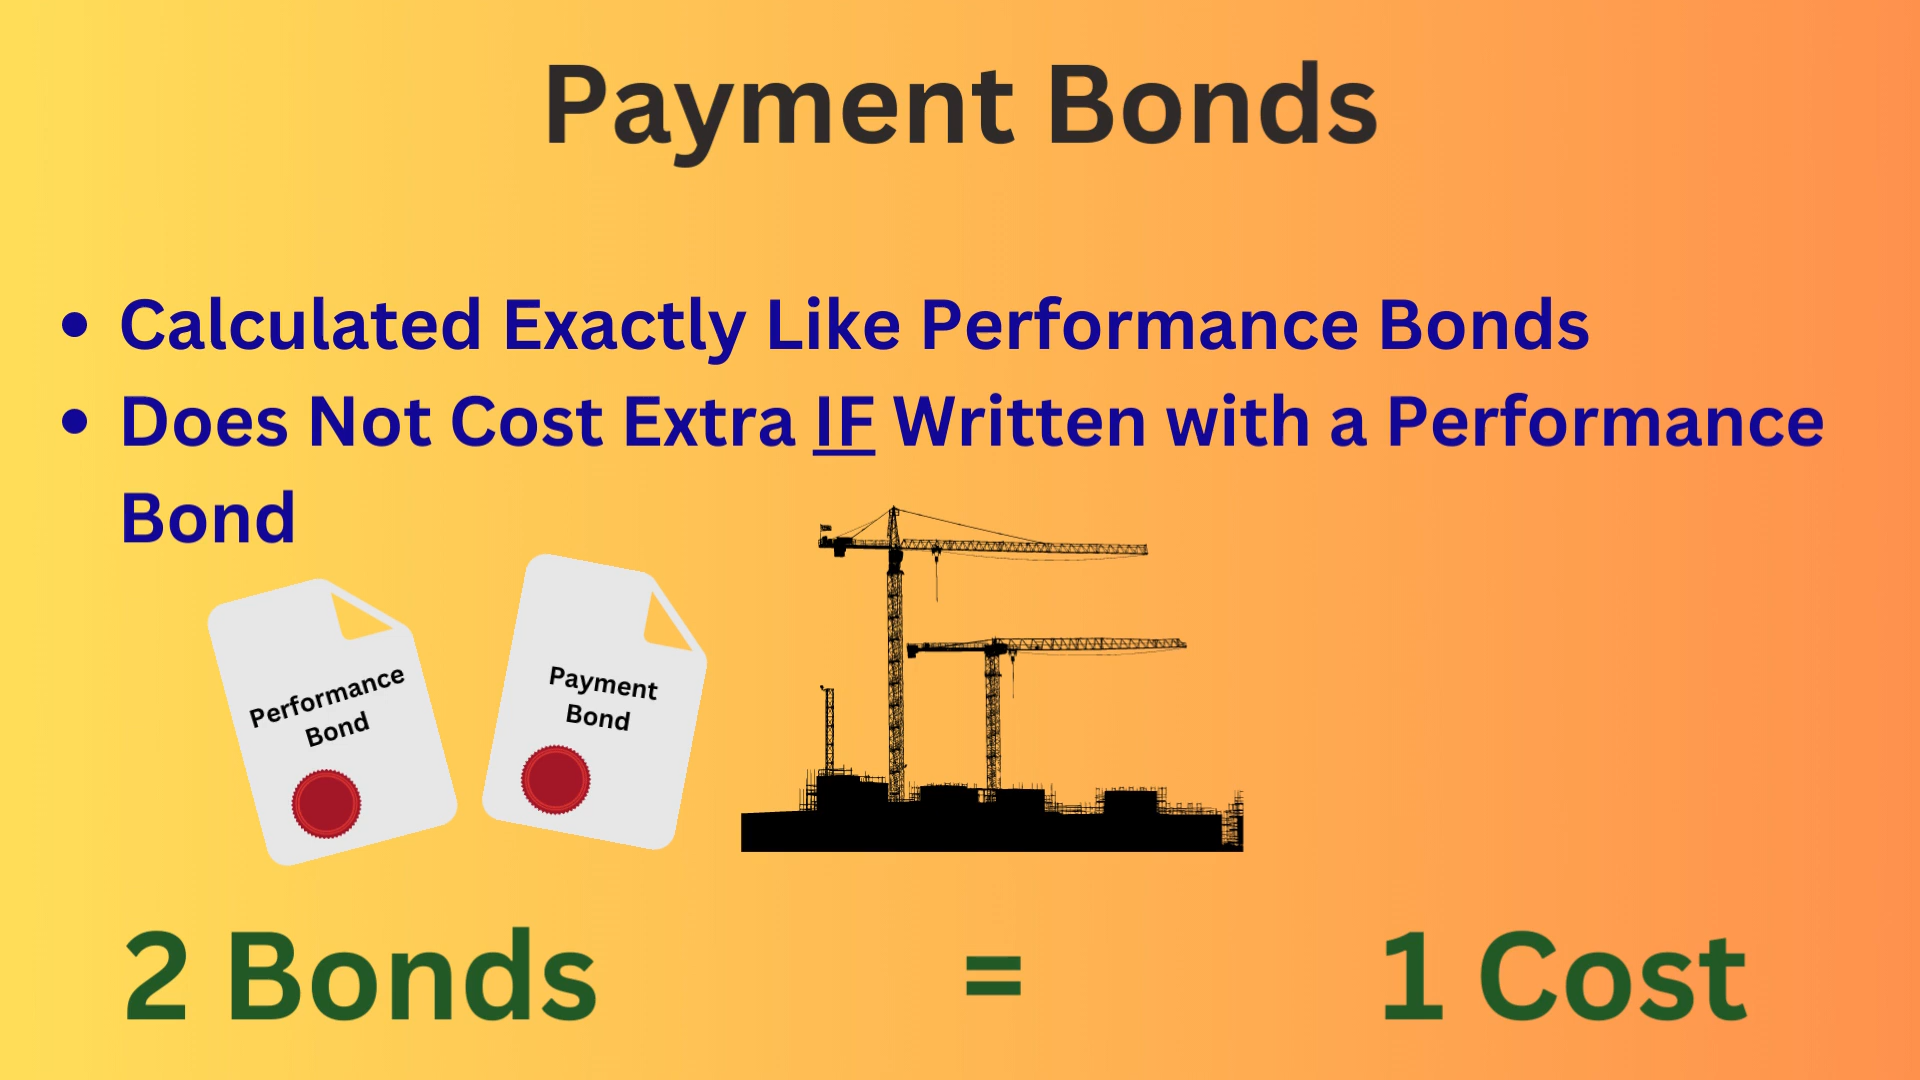 Payment Bonds
• Calculated Exactly Like Performance Bonds
• Does Not Cost Extra IF Written with a Performance
Bond
Performance
Bond
Payment
Bond
2 Bonds = 1 Cost